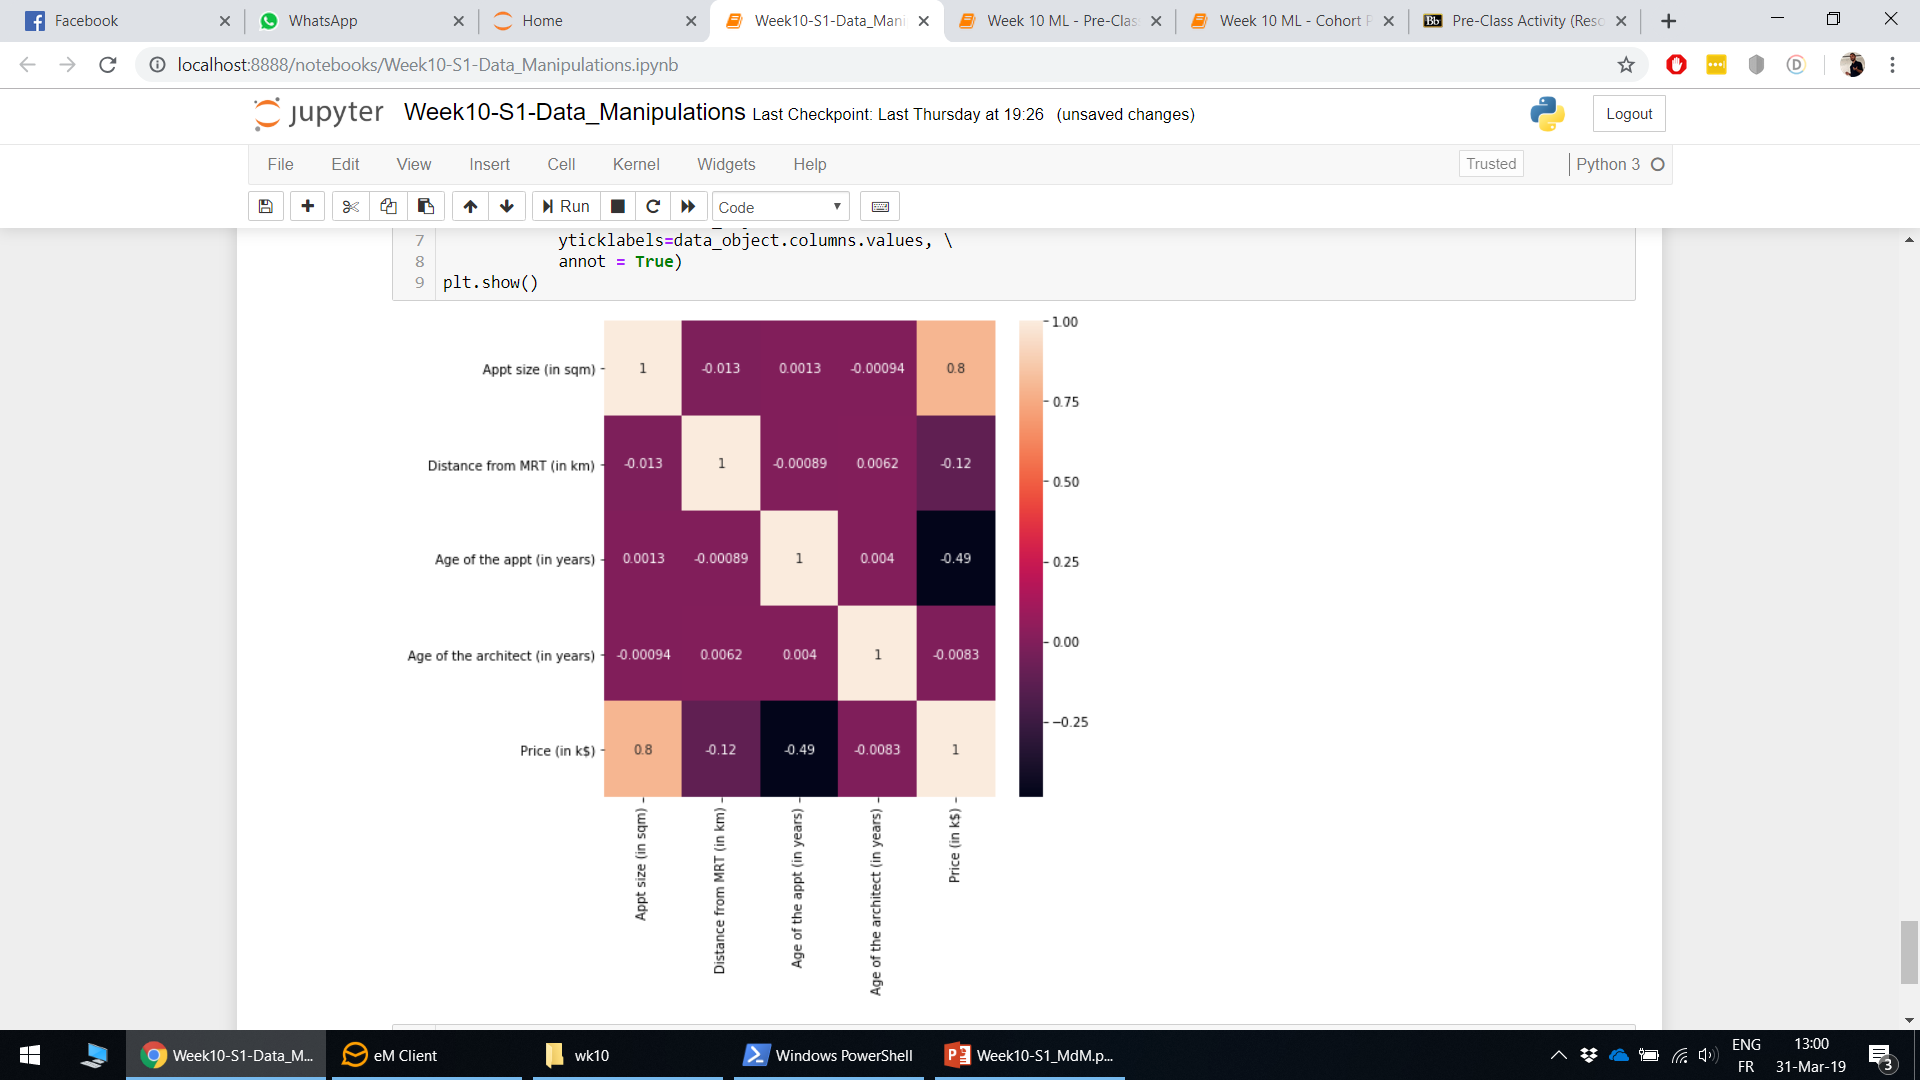 Facebook
WhatsApp
Home
Week10-S1-Data_Mani
Week 10 ML - Pre-Clas
Week 10 ML - Cohort P
Bb Pre-Class Activity (Reso
localhost:8888/notebooks/Week10-S1-Data_Manipulations.ipynb
jupyter Week10-S1-Data_Manipulations Last Checkpoint: Last Thursday at 19:26 (unsaved changes)
Logout
File Edit View Insert Cell Kernel Widgets Help
Trusted
Python 3
Run
Code
7 yticklabels=data_object.columns.values, \
8 annot = True)
9 plt.show()
Appt size (in sqm) 1 -0.013 0.0013 -0.00094 0.8
Distance from MRT (in km) -0.013 1 -0.00089 0.0062 -0.12
Age of the appt (in years) 0.0013 -0.00089 1 0.004 -0.49
Age of the architect (in years) -0.00094 0.0062 0.004 1 -0.0083
Price (in k$) 0.8 -0.12 -0.49 -0.0083 1
Appt size (in sqm)
Distance from MRT (in km)
Age of the appt (in years)
Age of the architect (in years)
Price (in k$)
1.00
0.75
0.50
0.25
0.00
−0.25
Week10-S1-Data_M...
eM Client
wk10
Windows PowerShell
Week10-S1_MdM.p...
ENG
FR
13:00
31-Mar-19
3